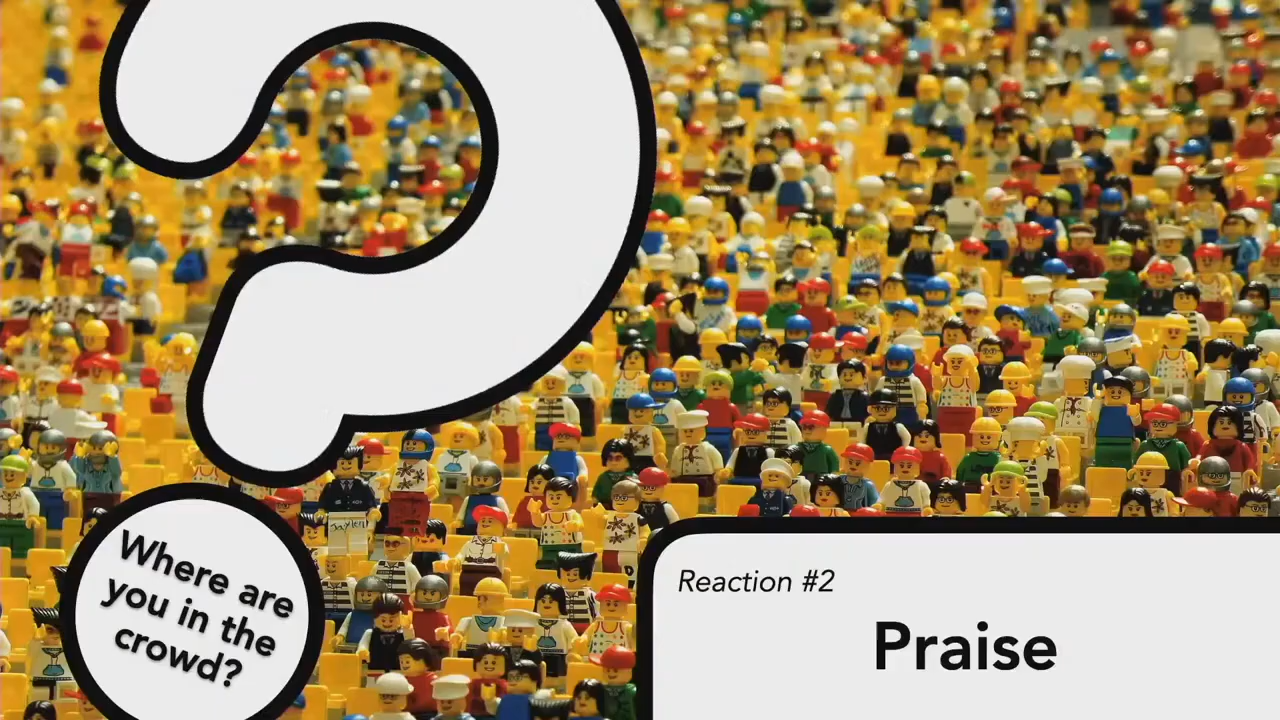 Where are
you in the
crowd?
Reaction #2
Praise